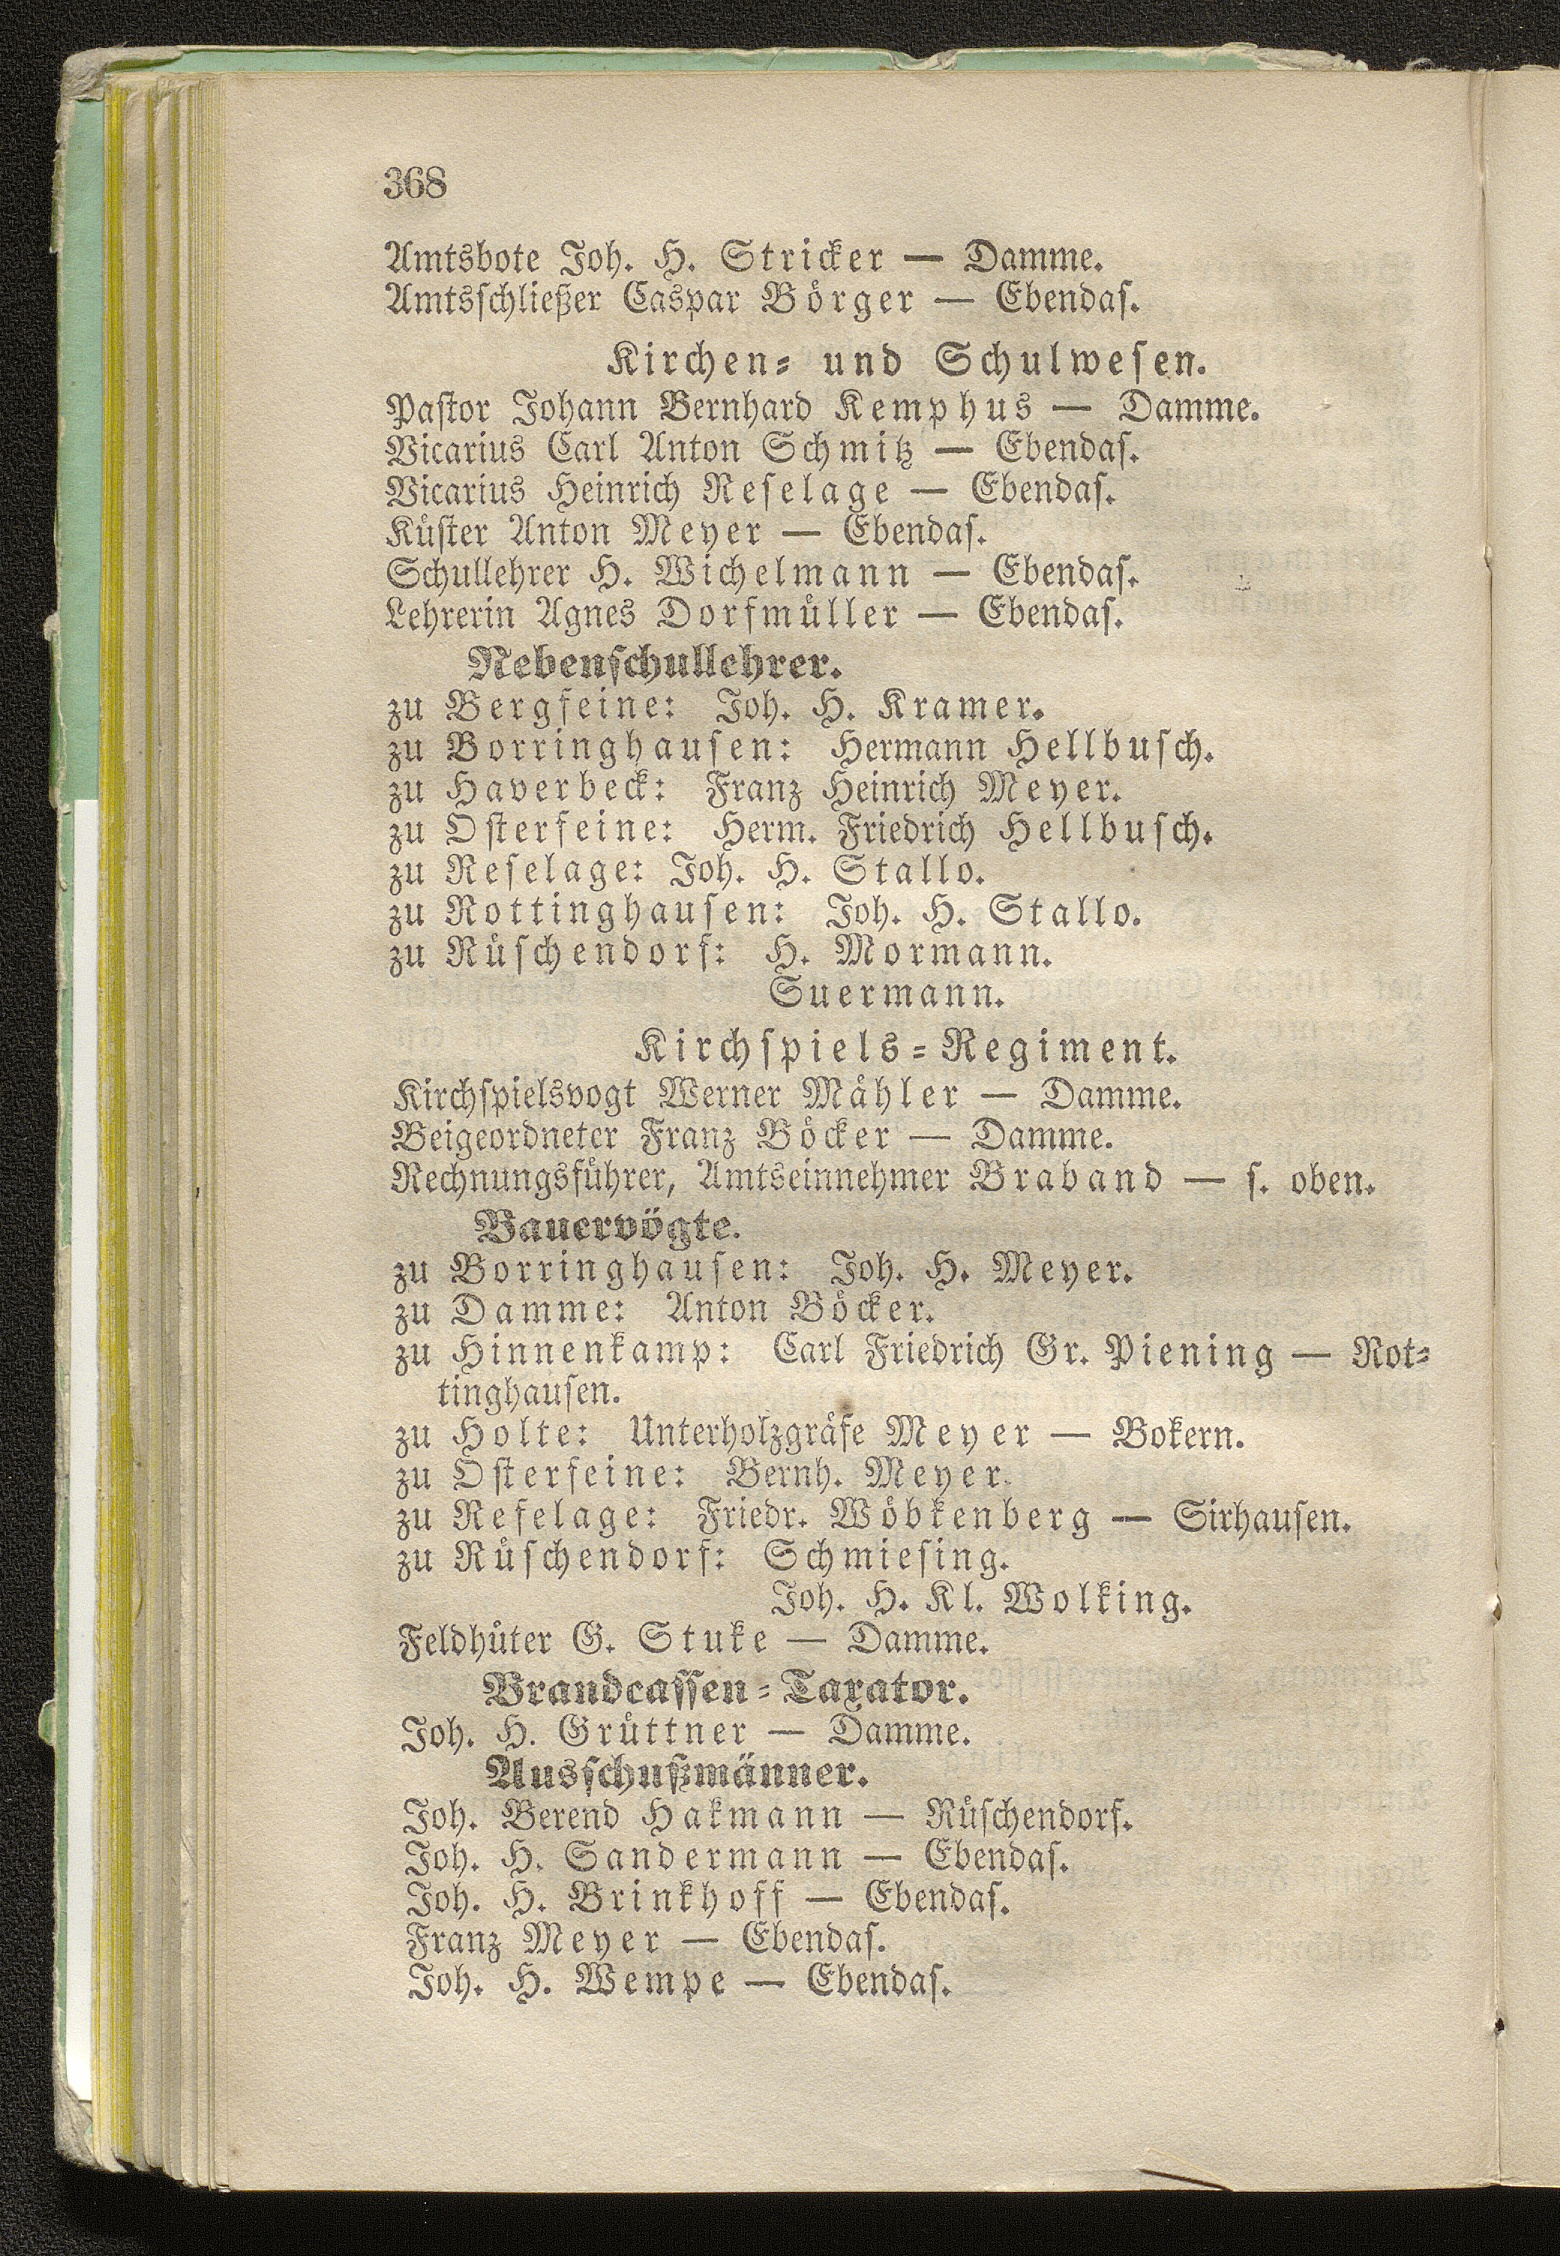 368
Amtsbote Joh. H. Stricker — Damme.
Amtsschließer Caspar Börger — Ebendas.
Kirchen- und Schulwesen.
Pastor Johann Bernhard Kemphus — Damme.
Vicarius Carl Anton Schmitz — Ebendas.
Vicarius Heinrich Reselage — Ebendas.
Küster Anton Meyer — Ebendas.
Schullehrer H. Wichelmann — Ebendas.
Lehrerin Agnes Dorfmüller — Ebendas.
Nebenschullehrer.
zu Bergfeine: Joh. H. Kramer.
zu Borringhausen: Hermann Hellbusch.
zu Haverbeck: Franz Heinrich Meyer.
zu Osterfeine: Herm. Friedrich Hellbusch.
zu Reselage: Joh. H. Stallo.
zu Rottinghausen: Joh. H. Stallo.
zu Rüschendorf: H. Mormann.
Suermann.
Kirchspiels-Regiment.
Kirchspielsvogt Werner Mähler — Damme.
Beigeordneter Franz Böcker — Damme.
Rechnungsführer, Amtseinnehmer Braband — s. oben.
Bauervögte.
zu Borringhausen: Joh. H. Meyer.
zu Damme: Anton Böcker.
zu Hinnenkamp: Carl Friedrich Gr. Piening — Rot-
tinghausen.
zu Holte: Unterholzgräfe Meyer — Bokern.
zu Osterfeine: Bernh. Meyer.
zu Refelage: Friedr. Wöbkenberg — Sirhausen.
zu Rüschendorf: Schmiesing.
Joh. H. Kl. Wolking.
Feldhüter G. Stuke — Damme.
Brandcassen-Taxator.
Joh. H. Grüttner — Damme.
Ausschußmänner.
Joh. Berend Hakmann — Rüschendorf.
Joh. H. Sandermann — Ebendas.
Joh. H. Brinkhoff — Ebendas.
Franz Meyer — Ebendas.
Joh. H. Wempe — Ebendas.